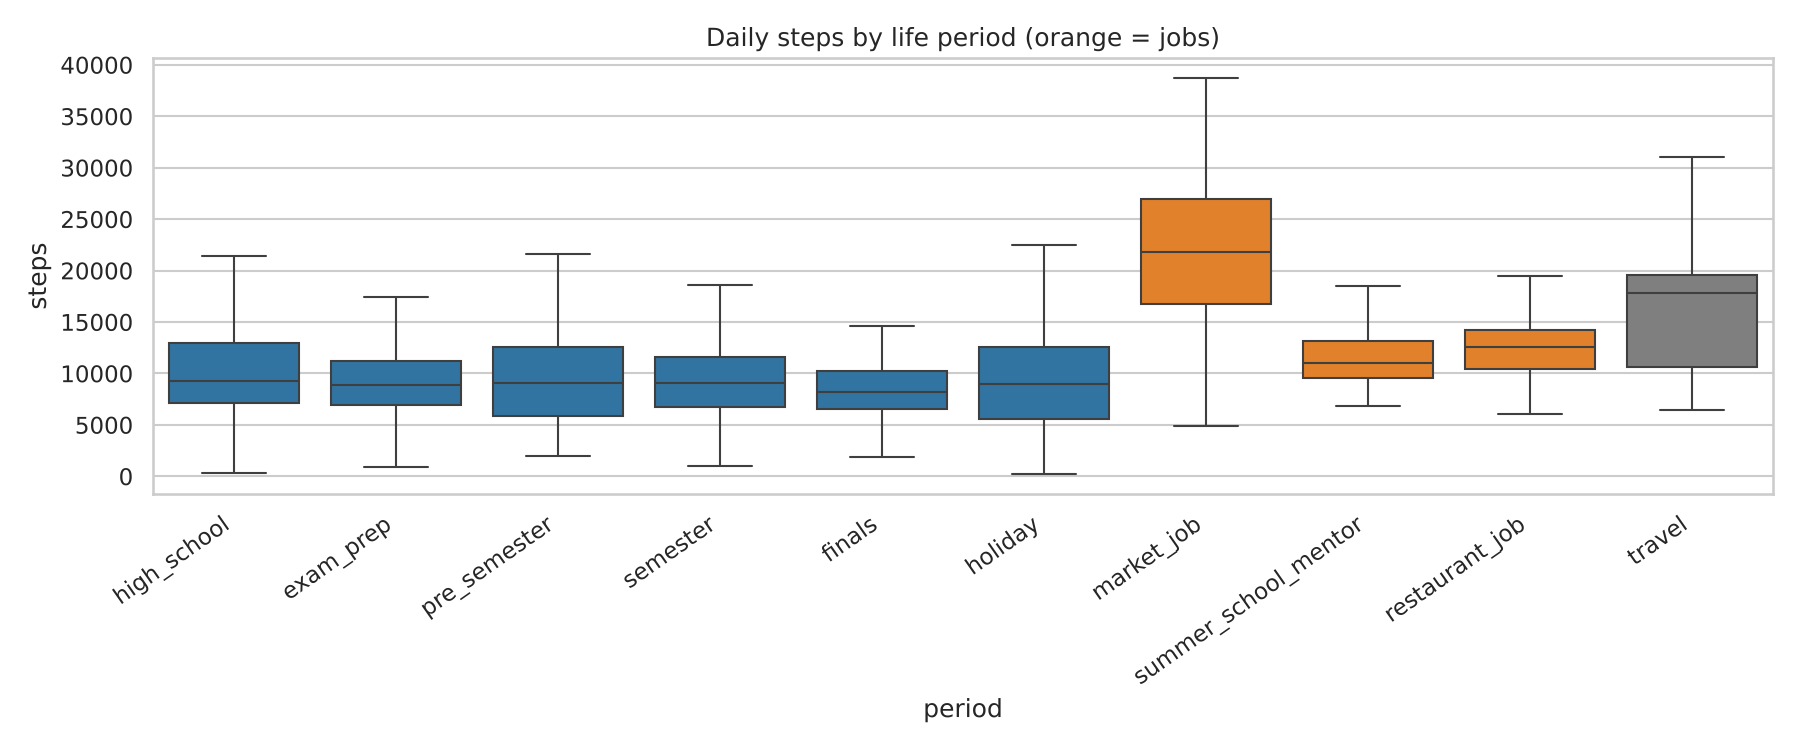 Daily steps by life period (orange = jobs)
40000
35000
30000
25000
20000
15000
10000
5000
0
steps
high_school
exam_prep
pre_semester
semester
finals
holiday
market_job
summer_school_mentor
restaurant_job
travel
period